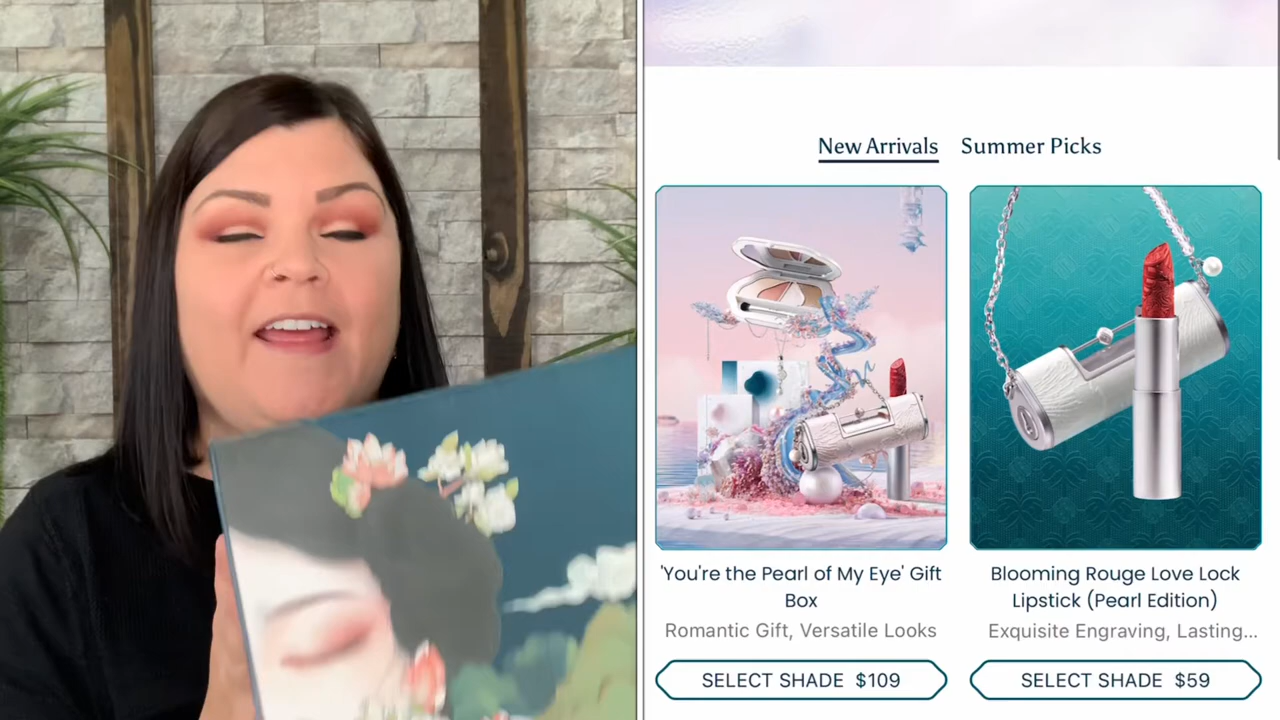 New Arrivals Summer Picks
'You're the Pearl of My Eye' Gift
Box
Romantic Gift, Versatile Looks
SELECT SHADE $109
Blooming Rouge Love Lock
Lipstick (Pearl Edition)
Exquisite Engraving, Lasting...
SELECT SHADE $59